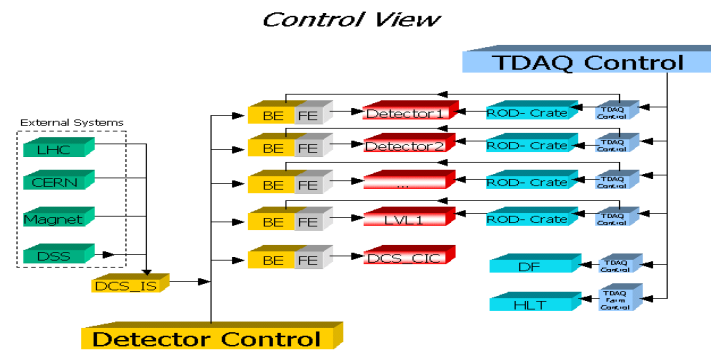 Control View
TDAQ Control
External Systems
LHC
CERN
Magnet
DSS
DCS_IS
Detector Control
BE FE Detector1 ROD- Crate TDAQ Control
BE FE Detector2 ROD- Crate TDAQ Control
BE FE ... ROD- Crate TDAQ Control
BE FE LVL1 ROD- Crate TDAQ Control
BE FE DCS_CIC DF TDAQ Control
HLT TDAQ Farm Control